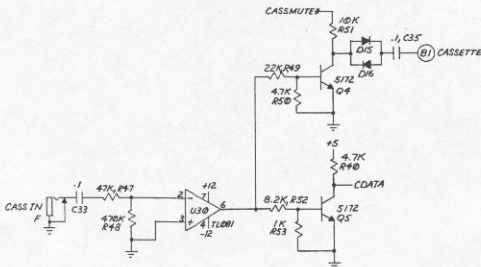 CASSMUTE*
10K
R51
D15
.1, C35
81
CASSETTE
D16
22K R49
5172
Q4
4.7K
R50
+5
4.7K
R40
CDATA
.1
47K, R47
+12
2
7
U30
6
8.2K, R52
5172
Q5
CASS IN
F
C33
470K
R48
3
4
TL081
-12
1K
R53